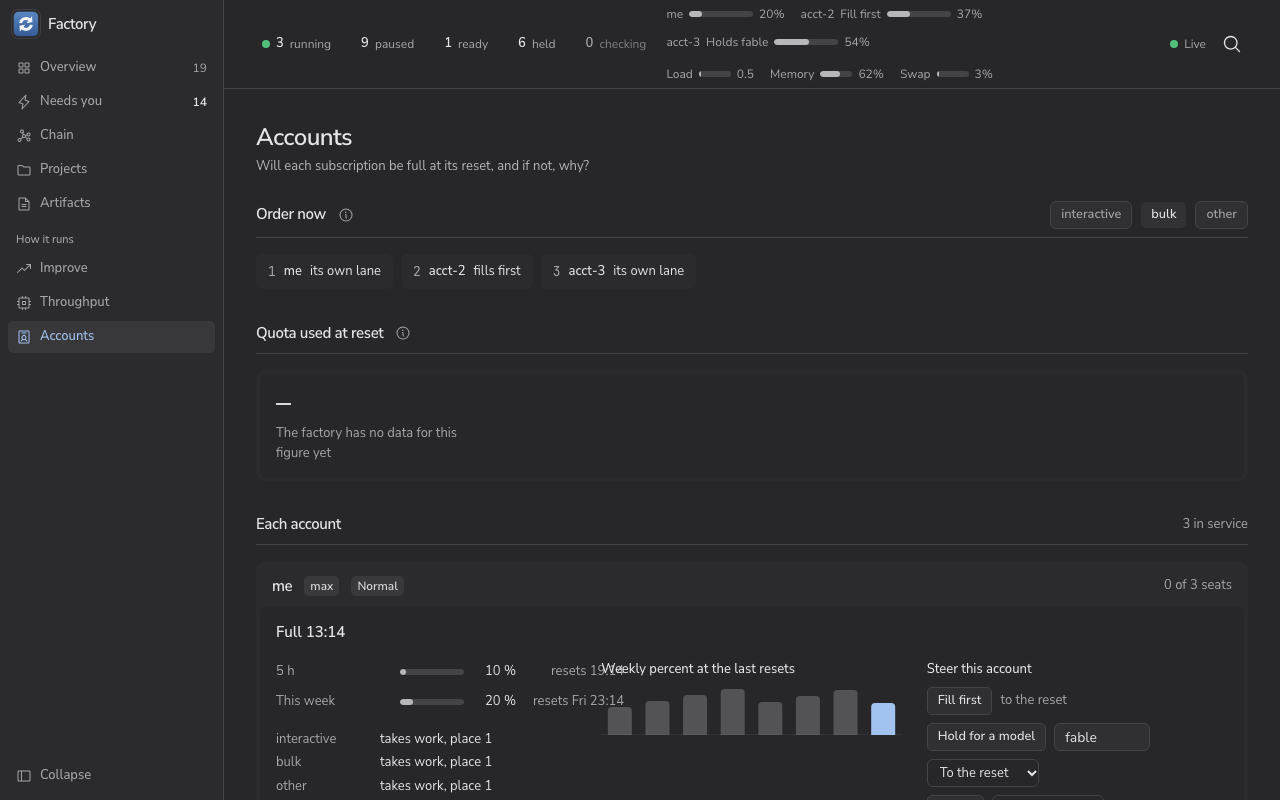 Factory
Overview 19
Needs you 14
Chain
Projects
Artifacts
How it runs
Improve
Throughput
Accounts
Collapse
3 running 9 paused 1 ready 6 held 0 checking
me 20% acct-2 Fill first 37%
acct-3 Holds fable 54%
Load 0.5 Memory 62% Swap 3%
Live
Accounts
Will each subscription be full at its reset, and if not, why?
Order now
interactive bulk other
1 me its own lane 2 acct-2 fills first 3 acct-3 its own lane
Quota used at reset
—
The factory has no data for this
figure yet
Each account 3 in service
me max Normal 0 of 3 seats
Full 13:14
5 h 10 % resets
This week 20 % resets Fri 23:14
interactive takes work, place 1
bulk takes work, place 1
other takes work, place 1
Weekly percent at the last resets
Steer this account
Fill first to the reset
Hold for a model fable
To the reset